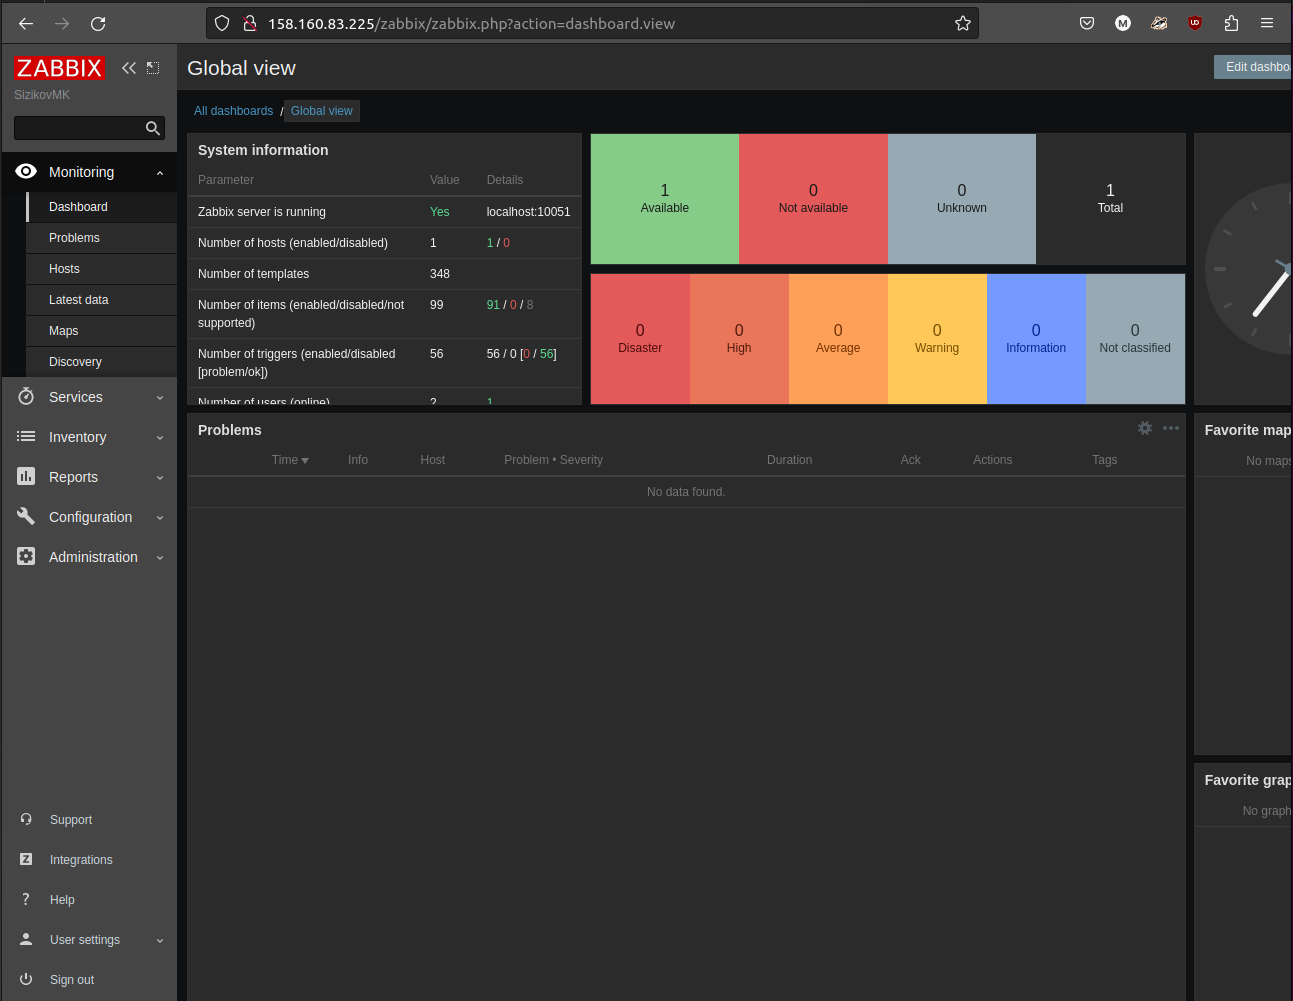 158.160.83.225/zabbix/zabbix.php?action=dashboard.view
M
UD
ZABBIX
SizikovMK
Monitoring
Dashboard
Problems
Hosts
Latest data
Maps
Discovery
Services
Inventory
Reports
Configuration
Administration
Support
Z Integrations
? Help
User settings
Sign out
Global view
Edit dashboa
All dashboards / Global view
System information
Parameter Value Details
Zabbix server is running Yes localhost:10051
Number of hosts (enabled/disabled) 1 1 / 0
Number of templates 348
Number of items (enabled/disabled/not supported) 99 91 / 0 / 8
Number of triggers (enabled/disabled [problem/ok]) 56 56 / 0 [0 / 56]
Number of users (online) 2 1
1 0 0 1
Available Not available Unknown Total
0 0 0 0 0 0
Disaster High Average Warning Information Not classified
Problems
Time Info Host Problem • Severity Duration Ack Actions Tags
No data found.
Favorite map
No maps
Favorite grap
No graph